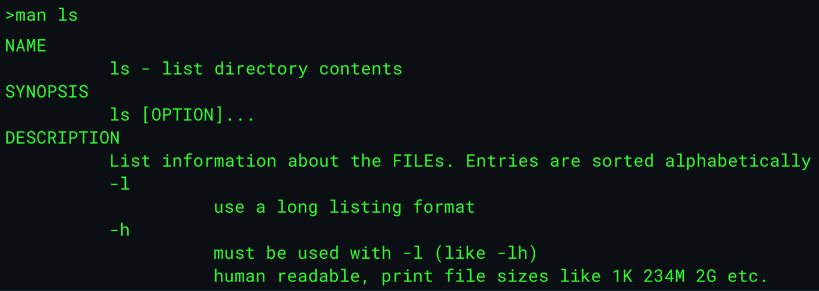 >man ls
NAME
ls - list directory contents
SYNOPSIS
ls [OPTION]...
DESCRIPTION
List information about the FILEs. Entries are sorted alphabetically
-l
use a long listing format
-h
must be used with -l (like -lh)
human readable, print file sizes like 1K 234M 2G etc.